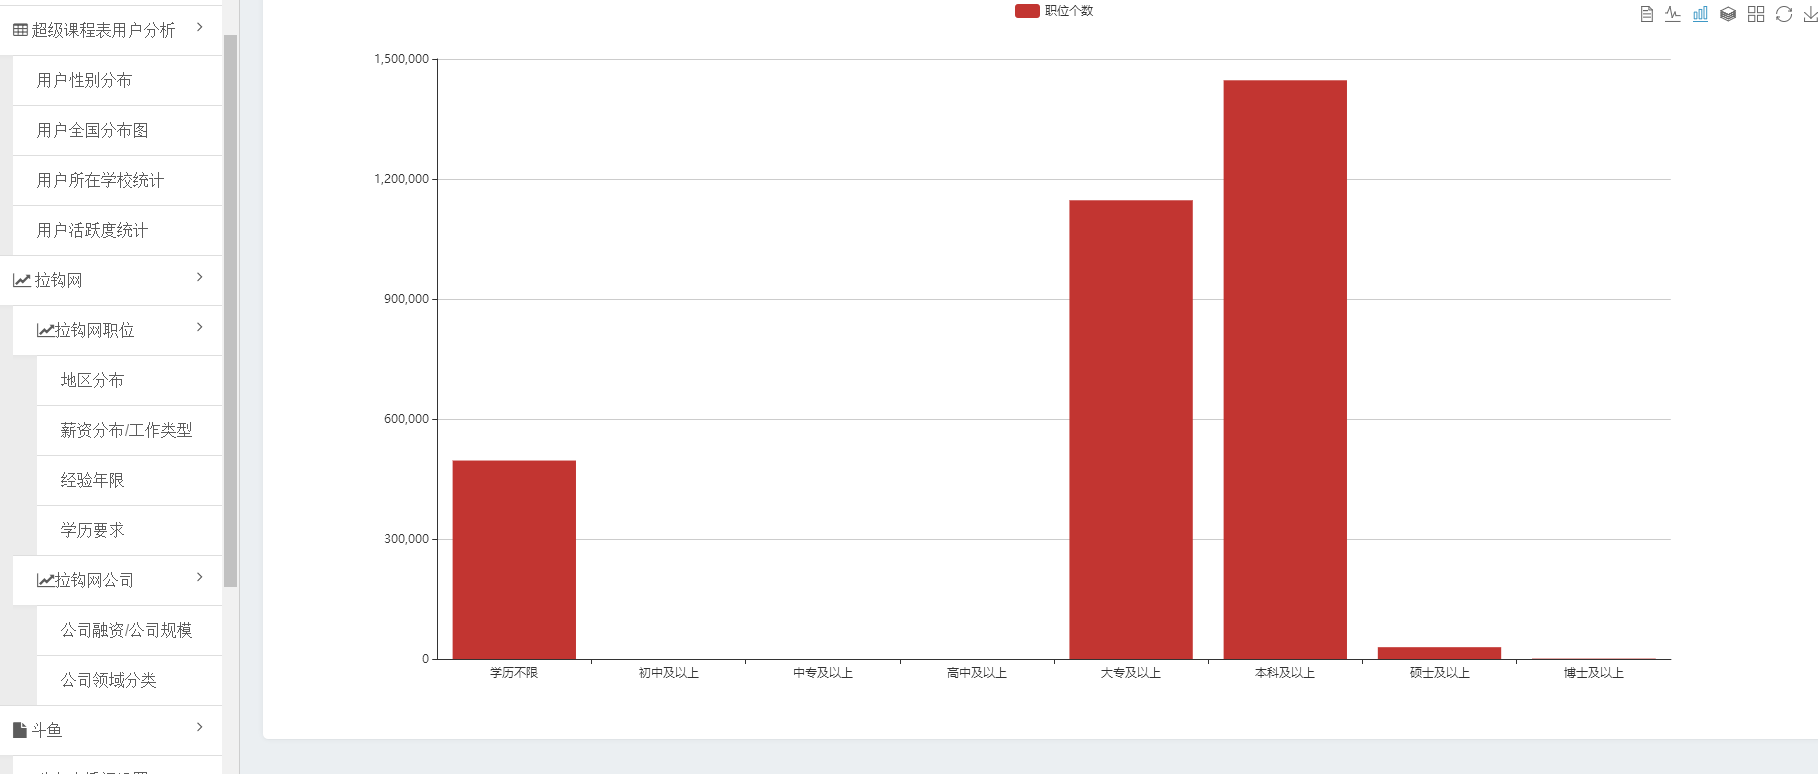 超级课程表用户分析
用户性别分布
用户全国分布图
用户所在学校统计
用户活跃度统计
拉钩网
拉钩网职位
地区分布
薪资分布/工作类型
经验年限
学历要求
拉钩网公司
公司融资/公司规模
公司领域分类
斗鱼
职位个数
1,500,000
1,200,000
900,000
600,000
300,000
0
学历不限 初中及以上 中专及以上 高中及以上 大专及以上 本科及以上 硕士及以上 博士及以上